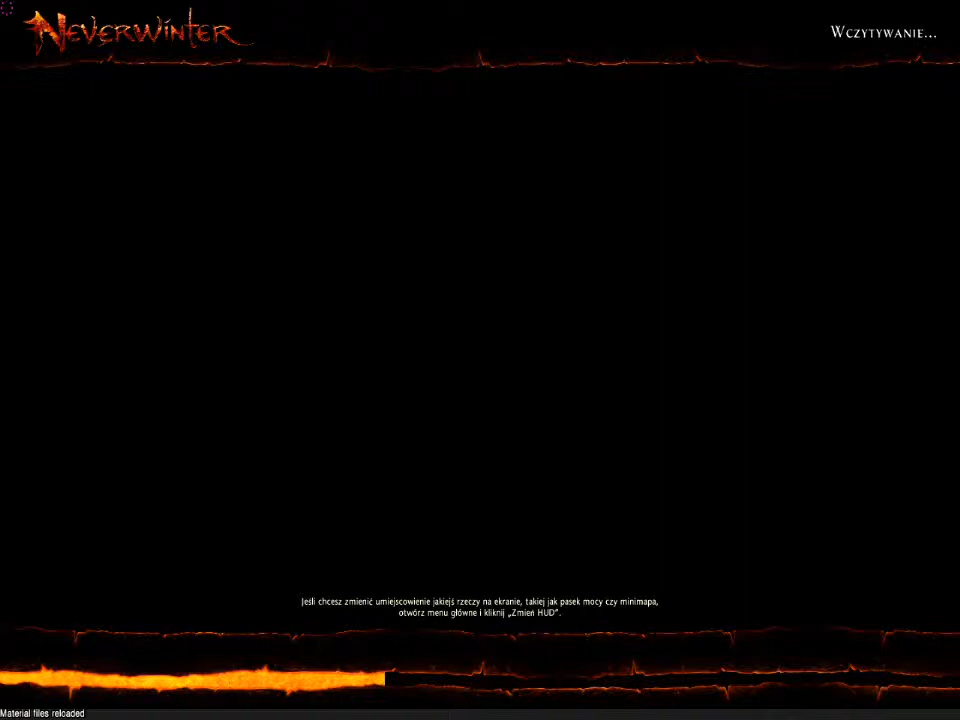 Neverwinter
Wczytywanie...
Jeśli chcesz zmienić umiejscowienie jakiejś rzeczy na ekranie, takiej jak pasek mocy czy minimapa,
otwórz menu główne i kliknij „Zmień HUD”.
Material files reloaded